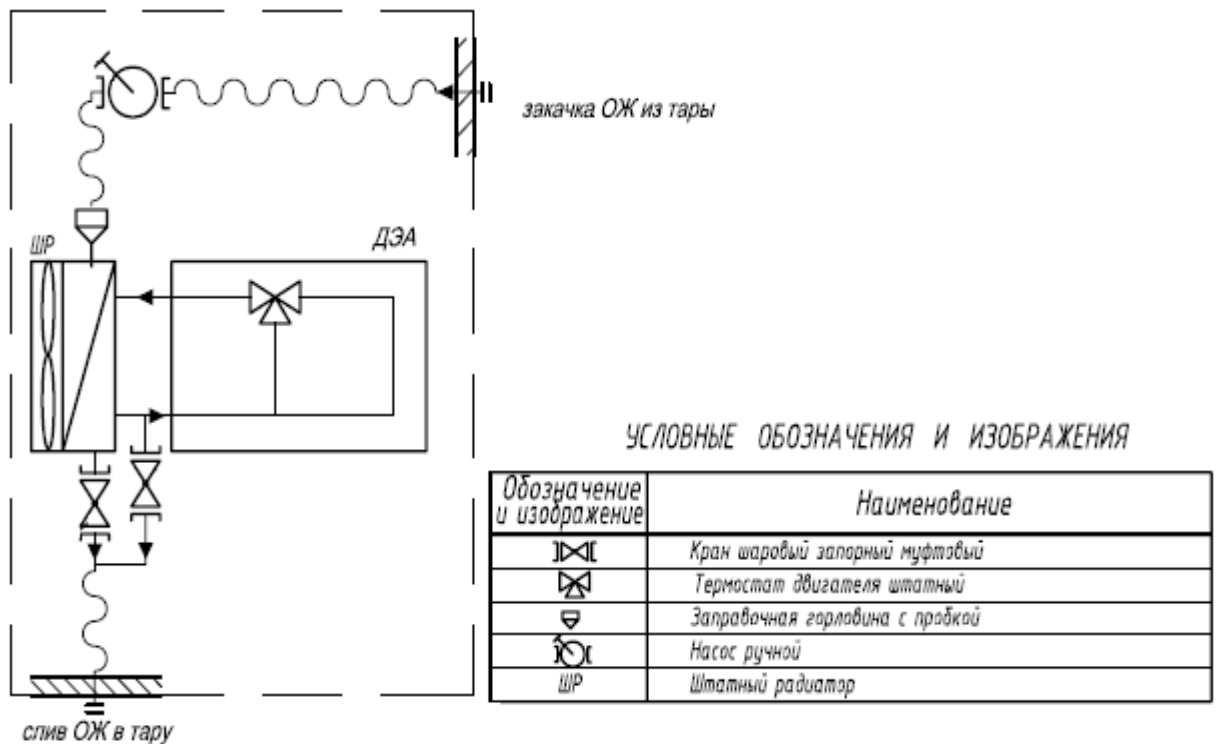 закачка ОЖ из тары
ШР
ДЭА
УСЛОВНЫЕ ОБОЗНАЧЕНИЯ И ИЗОБРАЖЕНИЯ
Обозначение и изображение
Наименование
Кран шаровый запорный муфтовый
Термостат двигателя штатный
Заправочная горловина с пробкой
Насос ручной
ШР Штатный радиатор
слив ОЖ в тару